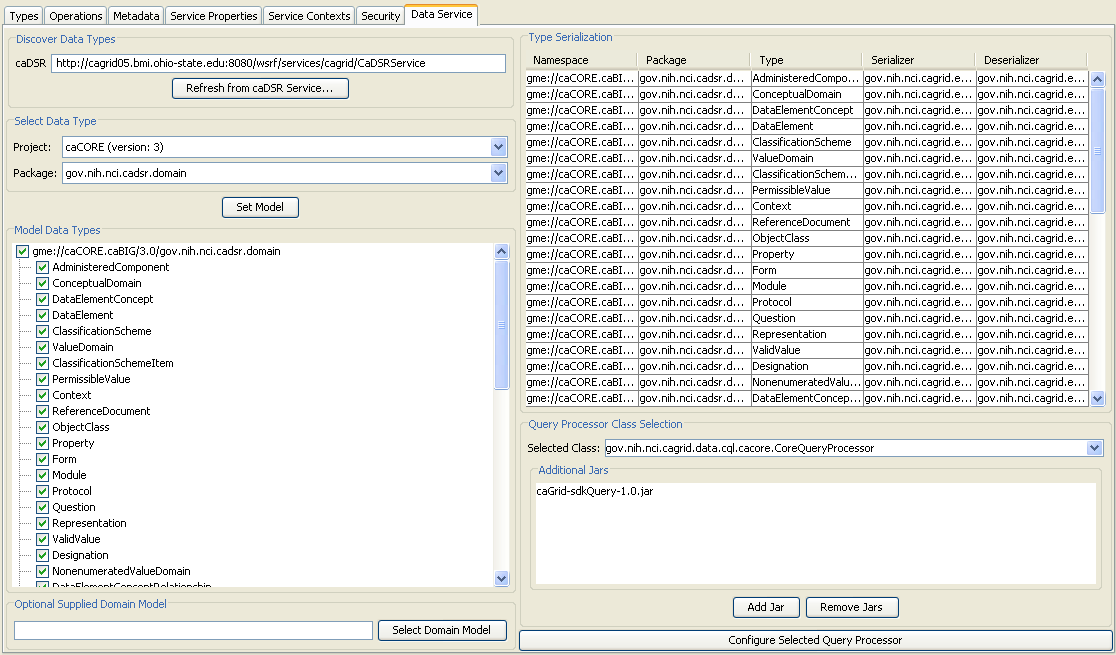 Types Operations Metadata Service Properties Service Contexts Security Data Service
Discover Data Types
caDSR http://cagrid05.bmi.ohio-state.edu:8080/wsrf/services/cagrid/CaDSRService
Refresh from caDSR Service...
Select Data Type
Project: caCORE (version: 3)
Package: gov.nih.nci.cadsr.domain
Set Model
Model Data Types
gme://caCORE.caBIG/3.0/gov.nih.nci.cadsr.domain
AdministeredComponent
ConceptualDomain
DataElementConcept
DataElement
ClassificationScheme
ValueDomain
ClassificationSchemeItem
PermissibleValue
Context
ReferenceDocument
ObjectClass
Property
Form
Module
Protocol
Question
Representation
ValidValue
Designation
NonenumeratedValueDomain
DataElementConceptRelationship
Optional Supplied Domain Model
Select Domain Model
Type Serialization
Namespace Package Type Serializer Deserializer
gme://caCORE.caBI... gov.nih.nci.cadsr.d... AdministeredCompo... gov.nih.nci.cagrid.e... gov.nih.nci.cagrid.e...
gme://caCORE.caBI... gov.nih.nci.cadsr.d... ConceptualDomain gov.nih.nci.cagrid.e... gov.nih.nci.cagrid.e...
gme://caCORE.caBI... gov.nih.nci.cadsr.d... DataElementConcept gov.nih.nci.cagrid.e... gov.nih.nci.cagrid.e...
gme://caCORE.caBI... gov.nih.nci.cadsr.d... DataElement gov.nih.nci.cagrid.e... gov.nih.nci.cagrid.e...
gme://caCORE.caBI... gov.nih.nci.cadsr.d... ClassificationScheme gov.nih.nci.cagrid.e... gov.nih.nci.cagrid.e...
gme://caCORE.caBI... gov.nih.nci.cadsr.d... ValueDomain gov.nih.nci.cagrid.e... gov.nih.nci.cagrid.e...
gme://caCORE.caBI... gov.nih.nci.cadsr.d... ClassificationSchem... gov.nih.nci.cagrid.e... gov.nih.nci.cagrid.e...
gme://caCORE.caBI... gov.nih.nci.cadsr.d... PermissibleValue gov.nih.nci.cagrid.e... gov.nih.nci.cagrid.e...
gme://caCORE.caBI... gov.nih.nci.cadsr.d... Context gov.nih.nci.cagrid.e... gov.nih.nci.cagrid.e...
gme://caCORE.caBI... gov.nih.nci.cadsr.d... ReferenceDocument gov.nih.nci.cagrid.e... gov.nih.nci.cagrid.e...
gme://caCORE.caBI... gov.nih.nci.cadsr.d... ObjectClass gov.nih.nci.cagrid.e... gov.nih.nci.cagrid.e...
gme://caCORE.caBI... gov.nih.nci.cadsr.d... Property gov.nih.nci.cagrid.e... gov.nih.nci.cagrid.e...
gme://caCORE.caBI... gov.nih.nci.cadsr.d... Form gov.nih.nci.cagrid.e... gov.nih.nci.cagrid.e...
gme://caCORE.caBI... gov.nih.nci.cadsr.d... Module gov.nih.nci.cagrid.e... gov.nih.nci.cagrid.e...
gme://caCORE.caBI... gov.nih.nci.cadsr.d... Protocol gov.nih.nci.cagrid.e... gov.nih.nci.cagrid.e...
gme://caCORE.caBI... gov.nih.nci.cadsr.d... Question gov.nih.nci.cagrid.e... gov.nih.nci.cagrid.e...
gme://caCORE.caBI... gov.nih.nci.cadsr.d... Representation gov.nih.nci.cagrid.e... gov.nih.nci.cagrid.e...
gme://caCORE.caBI... gov.nih.nci.cadsr.d... ValidValue gov.nih.nci.cagrid.e... gov.nih.nci.cagrid.e...
gme://caCORE.caBI... gov.nih.nci.cadsr.d... Designation gov.nih.nci.cagrid.e... gov.nih.nci.cagrid.e...
gme://caCORE.caBI... gov.nih.nci.cadsr.d... NonenumeratedValu... gov.nih.nci.cagrid.e... gov.nih.nci.cagrid.e...
gme://caCORE.caBI... gov.nih.nci.cadsr.d... DataElementConcep... gov.nih.nci.cagrid.e... gov.nih.nci.cagrid.e...
Query Processor Class Selection
Selected Class: gov.nih.nci.cagrid.data.cql.cacore.CoreQueryProcessor
Additional Jars
caGrid-sdkQuery-1.0.jar
Add Jar Remove Jars
Configure Selected Query Processor